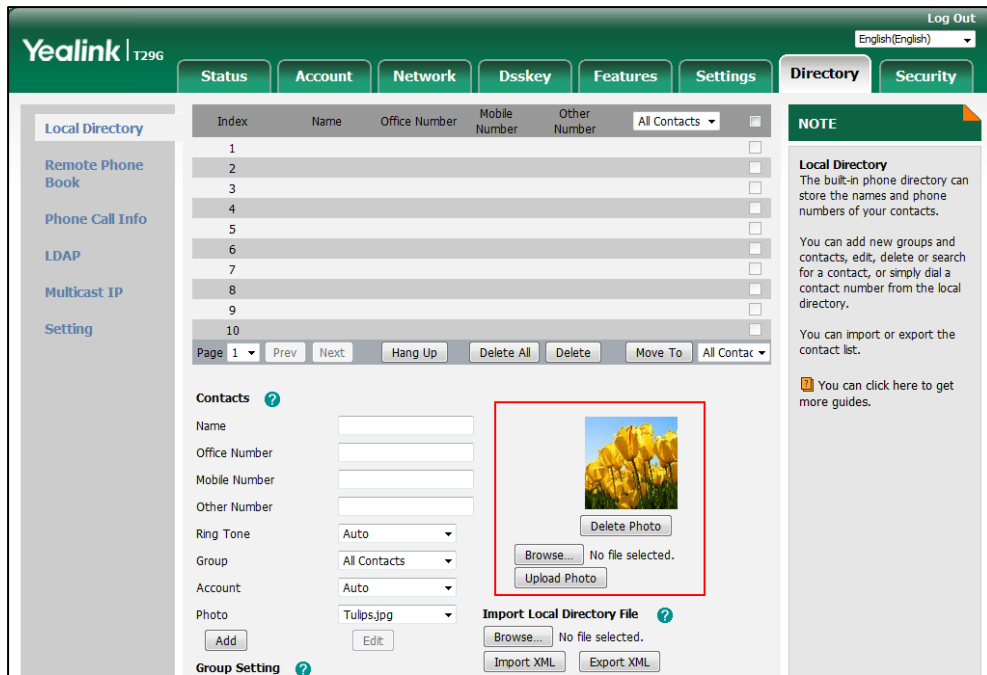 Log Out
Yealink T29G
English(English)
Status Account Network Dsskey Features Settings Directory Security
Local Directory
Remote Phone
Book
Phone Call Info
LDAP
Multicast IP
Setting
Index Name Office Number Mobile Number Other Number All Contacts
1
2
3
4
5
6
7
8
9
10
Page 1 Prev Next Hang Up Delete All Delete Move To All Contac
Contacts ?
Name
Office Number
Mobile Number
Other Number
Ring Tone Auto
Group All Contacts
Account Auto
Photo Tulips.jpg
Add Edit
Group Setting ?
Delete Photo
Browse... No file selected.
Upload Photo
Import Local Directory File ?
Browse... No file selected.
Import XML Export XML
NOTE
Local Directory
The built-in phone directory can
store the names and phone
numbers of your contacts.
You can add new groups and
contacts, edit, delete or search
for a contact, or simply dial a
contact number from the local
directory.
You can import or export the
contact list.
? You can click here to get
more guides.